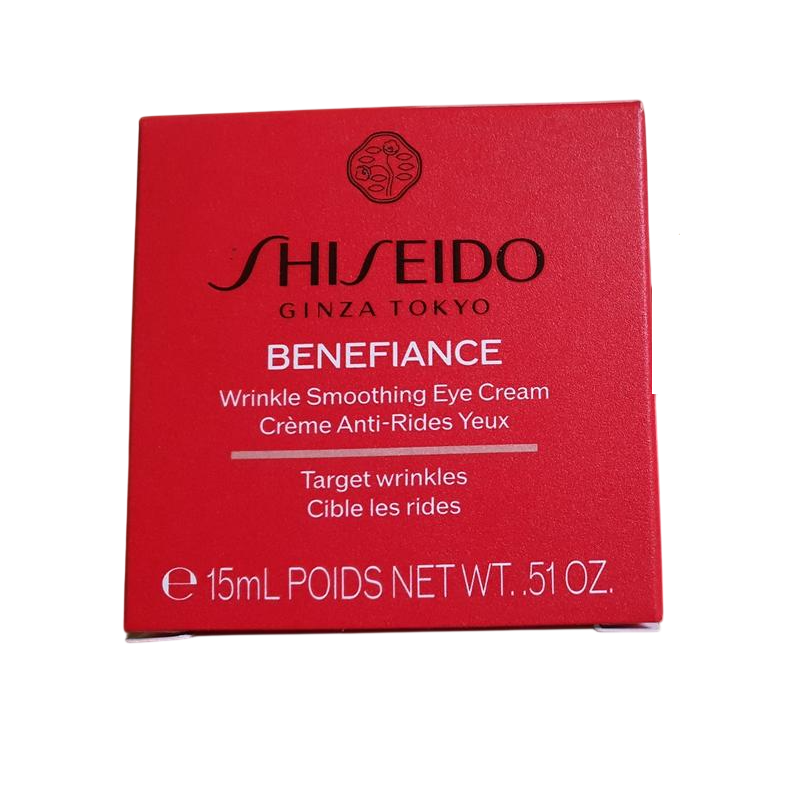 SHISEIDO
GINZA TOKYO
BENEFIANCE
Wrinkle Smoothing Eye Cream
Crème Anti-Rides Yeux
Target wrinkles
Cible les rides
℮ 15mL POIDS NET WT. .51 OZ.